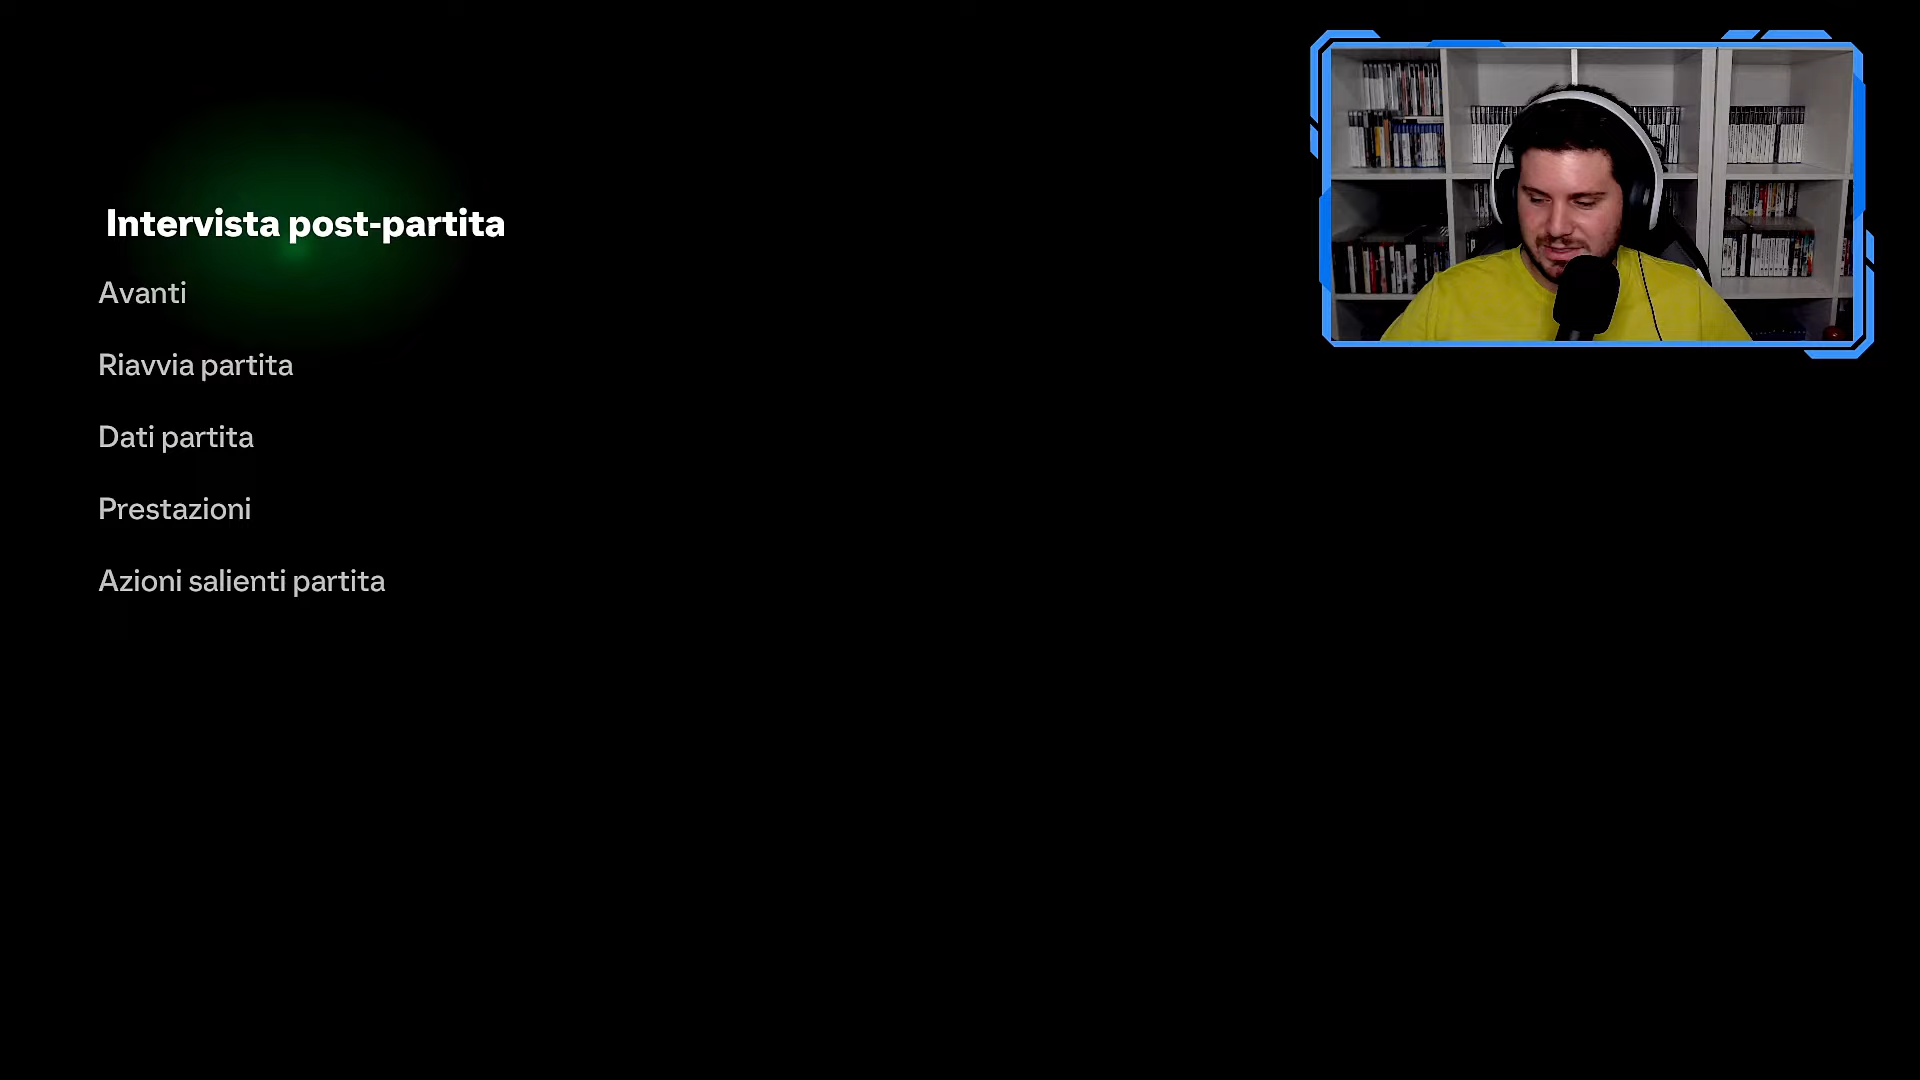 Intervista post-partita
Avanti
Riavvia partita
Dati partita
Prestazioni
Azioni salienti partita